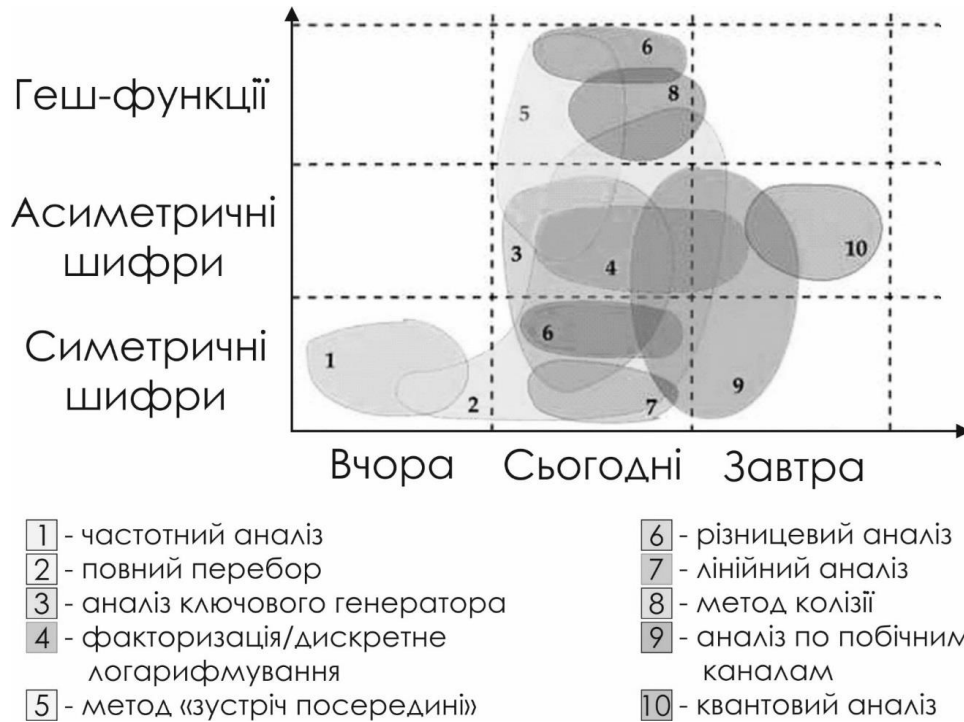 Геш-функції
Асиметричні
шифри
Симетричні
шифри
6
8
5
3
4
10
6
1
2
7
9
Вчора
Сьогодні
Завтра
1 - частотний аналіз
2 - повний перебор
3 - аналіз ключового генератора
4 - факторизація/дискретне
логарифмування
5 - метод «зустріч посередині»
6 - різницевий аналіз
7 - лінійний аналіз
8 - метод колізії
9 - аналіз по побічним
каналам
10 - квантовий аналіз